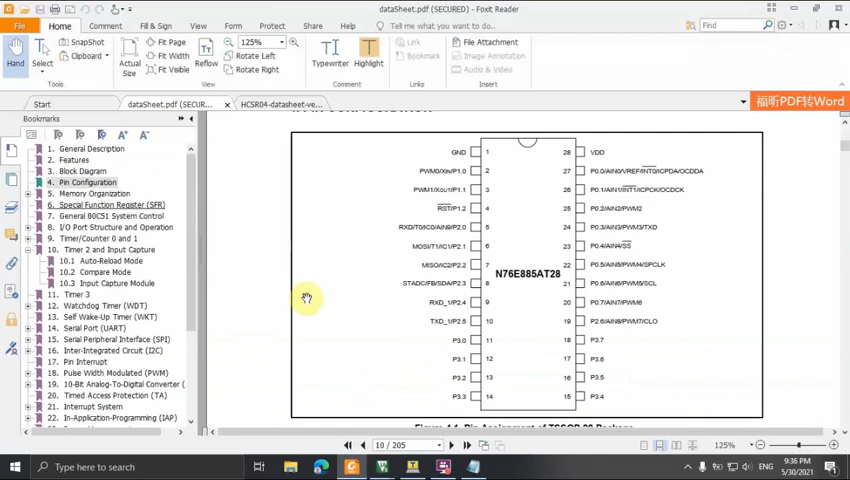 dataSheet.pdf (SECURED) - Foxit Reader
File Home Comment Fill & Sign View Form Protect Share Help Tell me what you want to do.. Find
SnapShot
Clipboard
Hand Select
Actual Size
Fit Page
Fit Width
Fit Visible
Reflow
125%
Rotate Left
Rotate Right
Typewriter Highlight
Link
Bookmark
File Attachment
Image Annotation
Audio & Video
View
Comment
Links
Insert
Start dataSheet.pdf (SECUR... HCSR04-datasheet-ve... 福昕PDF转Word
Bookmarks
1. General Description
2. Features
3. Block Diagram
4. Pin Configuration
5. Memory Organization
6. Special Function Register (SFR)
7. General 80C51 System Control
8. I/O Port Structure and Operation
9. Timer/Counter 0 and 1
10. Timer 2 and Input Capture
10.1 Auto-Reload Mode
10.2 Compare Mode
10.3 Input Capture Module
11. Timer 3
12. Watchdog Timer (WDT)
13. Self Wake-up Timer (WKT)
14. Serial Port (UART)
15. Serial Peripheral Interface (SPI)
16. Inter-Integrated Circuit (I2C)
17. Pin Interrupt
18. Pulse Width Modulated (PWM)
19. 10-Bit Analog-To-Digital Converter (
20. Timed Access Protection (TA)
21. Interrupt System
22. In-Application-Programming (IAP)
GND 1 28 VDD
PWM0/XIN/P1.0 2 27 P0.0/AIN0/VREF/INT0/ICPDA/OCDDA
PWM1/XOUT/P1.1 3 26 P0.1/AIN1/INT1/ICPCK/OCDCK
RST/P1.2 4 25 P0.2/AIN2/PWM2
RXD/T0/IC0/AIN9/P2.0 5 24 P0.3/AIN3/PWM3/TXD
MOSI/T1/IC1/P2.1 6 23 P0.4/AIN4/SS
MISO/IC2/P2.2 7 N76E885AT28 22 P0.5/AIN5/PWM4/SPCLK
STADC/FB/SDA/P2.3 8 21 P0.6/AIN6/PWM5/SCL
RXD_1/P2.4 9 20 P0.7/AIN7/PWM6
TXD_1/P2.5 10 19 P2.6/AIN8/PWM7/CLO
P3.0 11 18 P3.7
P3.1 12 17 P3.6
P3.2 13 16 P3.5
P3.3 14 15 P3.4
Figure 4-1. Pin Assignment of TSSOP-28 Package
10 / 205 125%
Type here to search ENG 9:36 PM 5/30/2021